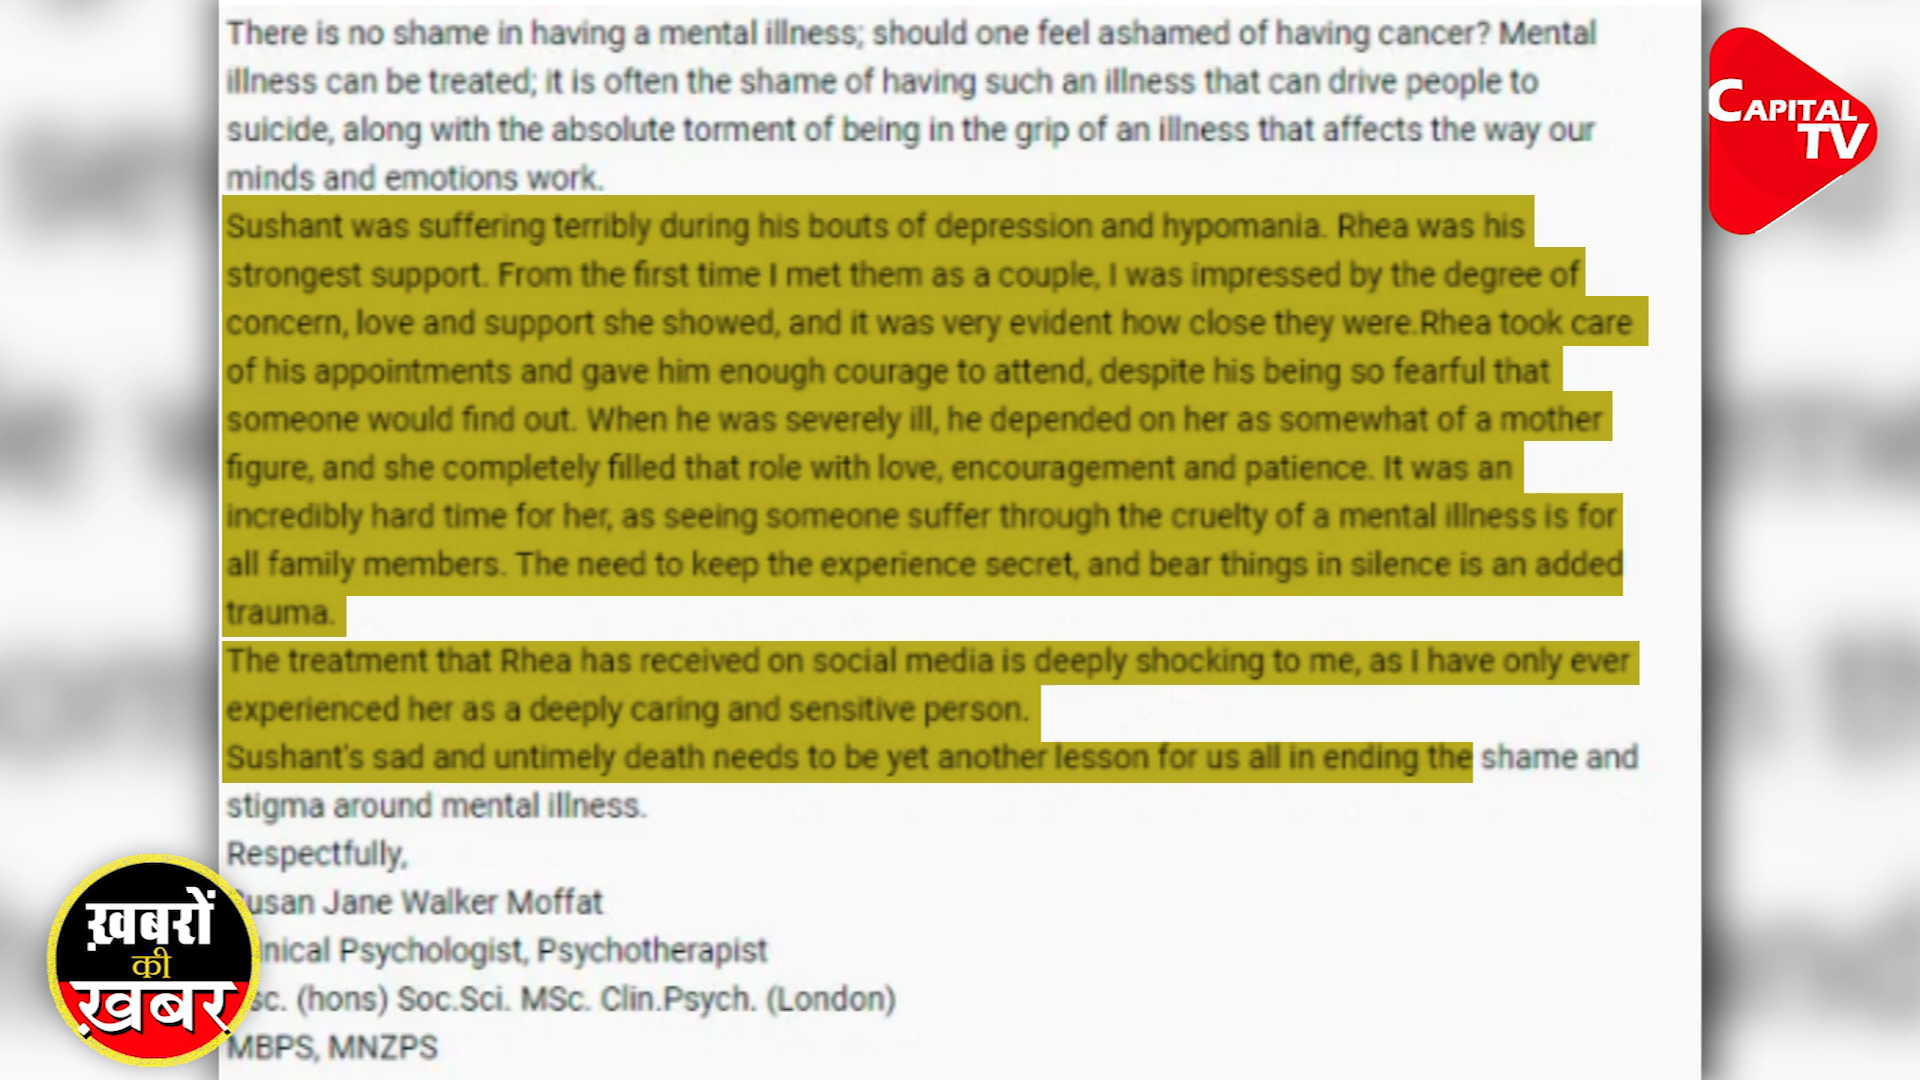 There is no shame in having a mental illness; should one feel ashamed of having cancer? Mental
illness can be treated; it is often the shame of having such an illness that can drive people to
suicide, along with the absolute torment of being in the grip of an illness that affects the way our
minds and emotions work.
Sushant was suffering terribly during his bouts of depression and hypomania. Rhea was his
strongest support. From the first time I met them as a couple, I was impressed by the degree of
concern, love and support she showed, and it was very evident how close they were.Rhea took care
of his appointments and gave him enough courage to attend, despite his being so fearful that
someone would find out. When he was severely ill, he depended on her as somewhat of a mother
figure, and she completely filled that role with love, encouragement and patience. It was an
incredibly hard time for her, as seeing someone suffer through the cruelty of a mental illness is for
all family members. The need to keep the experience secret, and bear things in silence is an added
trauma.
The treatment that Rhea has received on social media is deeply shocking to me, as I have only ever
experienced her as a deeply caring and sensitive person.
Sushant's sad and untimely death needs to be yet another lesson for us all in ending the shame and
stigma around mental illness.
Respectfully,
usan Jane Walker Moffat
nical Psychologist, Psychotherapist
sc. (hons) Soc.Sci. MSc. Clin.Psych. (London)
MBPS, MNZPS
CAPITAL
TV
ख़बरों
की
ख़बर